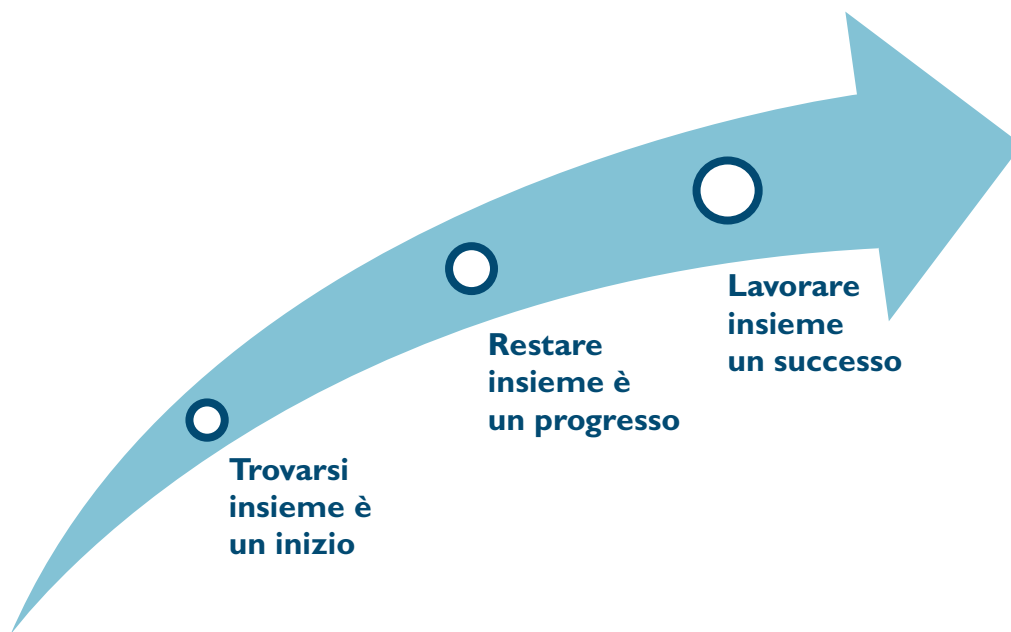 Trovarsi
insieme è
un inizio
Restare
insieme è
un progresso
Lavorare
insieme
un successo